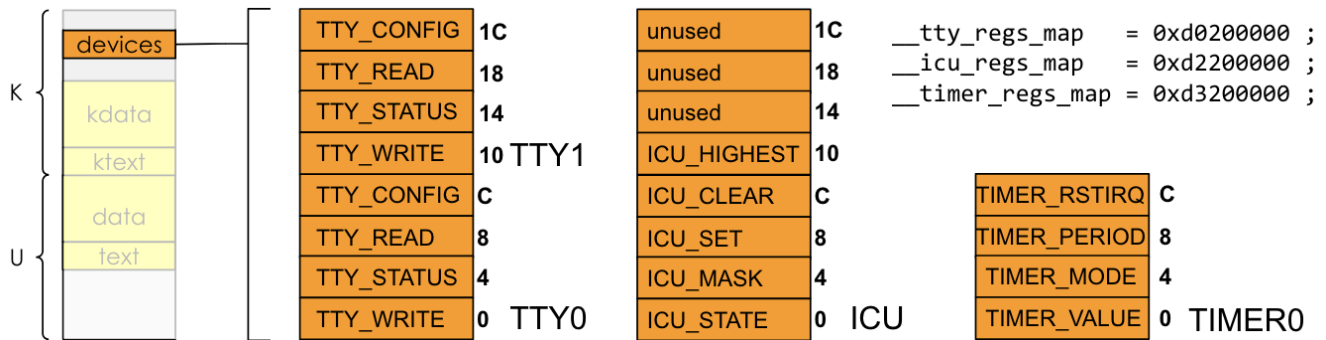 K
U
devices
kdata
ktext
data
text
TTY_CONFIG 1C
TTY_READ 18
TTY_STATUS 14
TTY_WRITE 10 TTY1
TTY_CONFIG C
TTY_READ 8
TTY_STATUS 4
TTY_WRITE 0 TTY0
unused 1C
unused 18
unused 14
ICU_HIGHEST 10
ICU_CLEAR C
ICU_SET 8
ICU_MASK 4
ICU_STATE 0 ICU
__tty_regs_map = 0xd0200000 ;
__icu_regs_map = 0xd2200000 ;
__timer_regs_map = 0xd3200000 ;
TIMER_RSTIRQ C
TIMER_PERIOD 8
TIMER_MODE 4
TIMER_VALUE 0 TIMER0